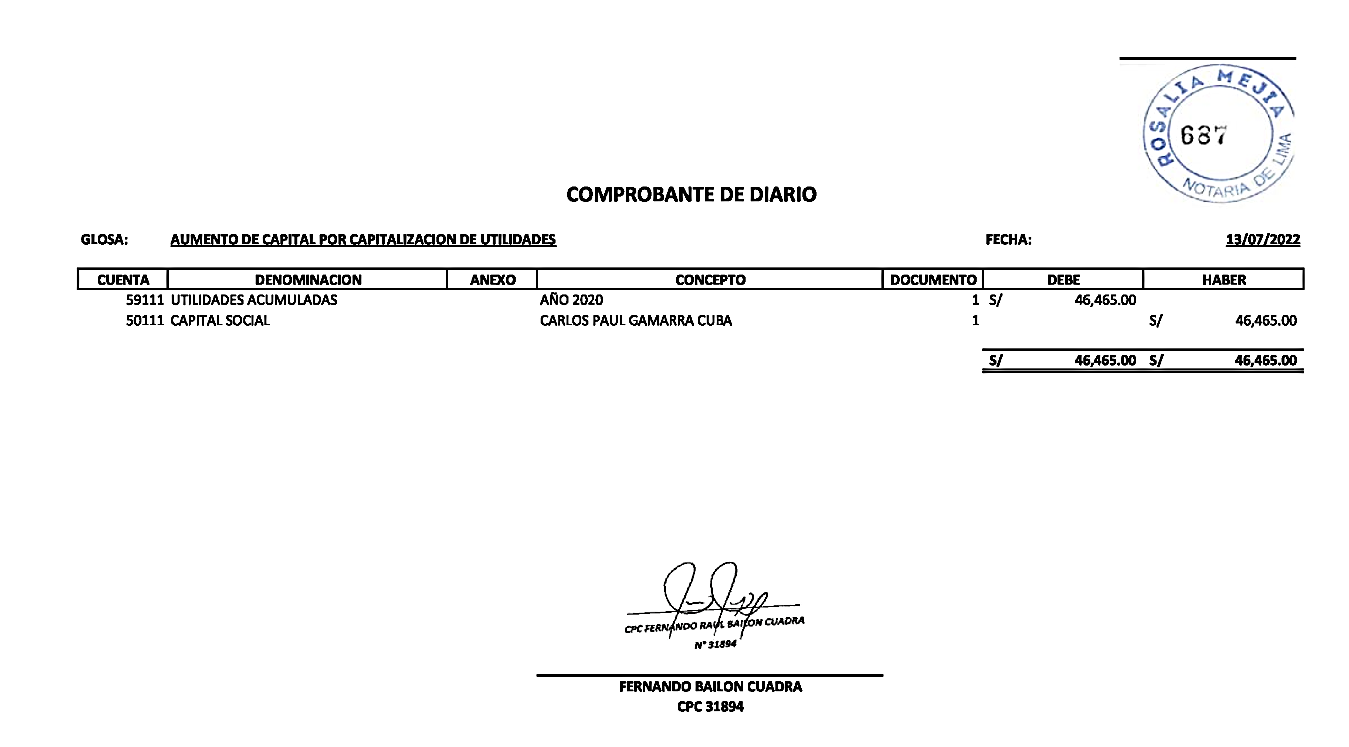 ROSALIA MEJIA
687
NOTARIA DE LIMA
COMPROBANTE DE DIARIO
GLOSA: AUMENTO DE CAPITAL POR CAPITALIZACION DE UTILIDADES FECHA: 13/07/2022
CUENTA DENOMINACION ANEXO CONCEPTO DOCUMENTO DEBE HABER
59111 UTILIDADES ACUMULADAS AÑO 2020 1 S/ 46,465.00
50111 CAPITAL SOCIAL CARLOS PAUL GAMARRA CUBA 1 S/ 46,465.00
S/ 46,465.00 S/ 46,465.00
CPC FERNANDO RAUL BAILON CUADRA
N° 31894
FERNANDO BAILON CUADRA
CPC 31894